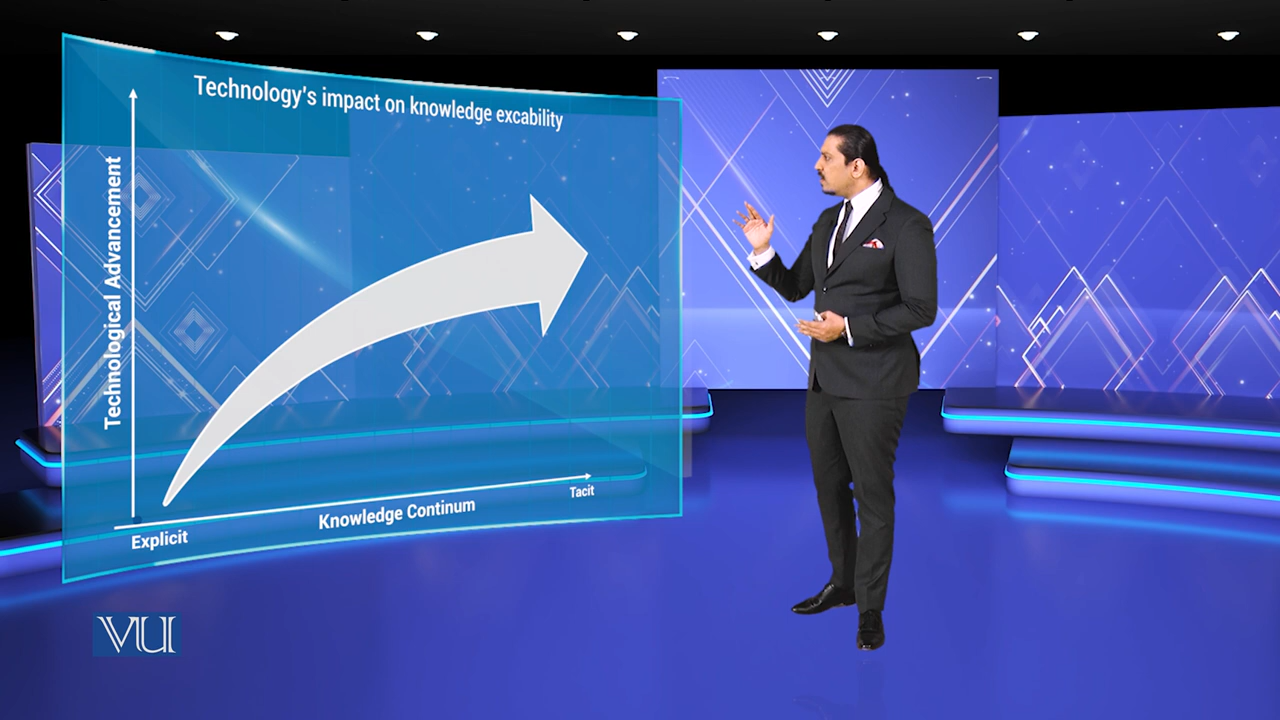 Technology's impact on knowledge excability
Technological Advancement
Tacit
Knowledge Continum
Explicit
VU